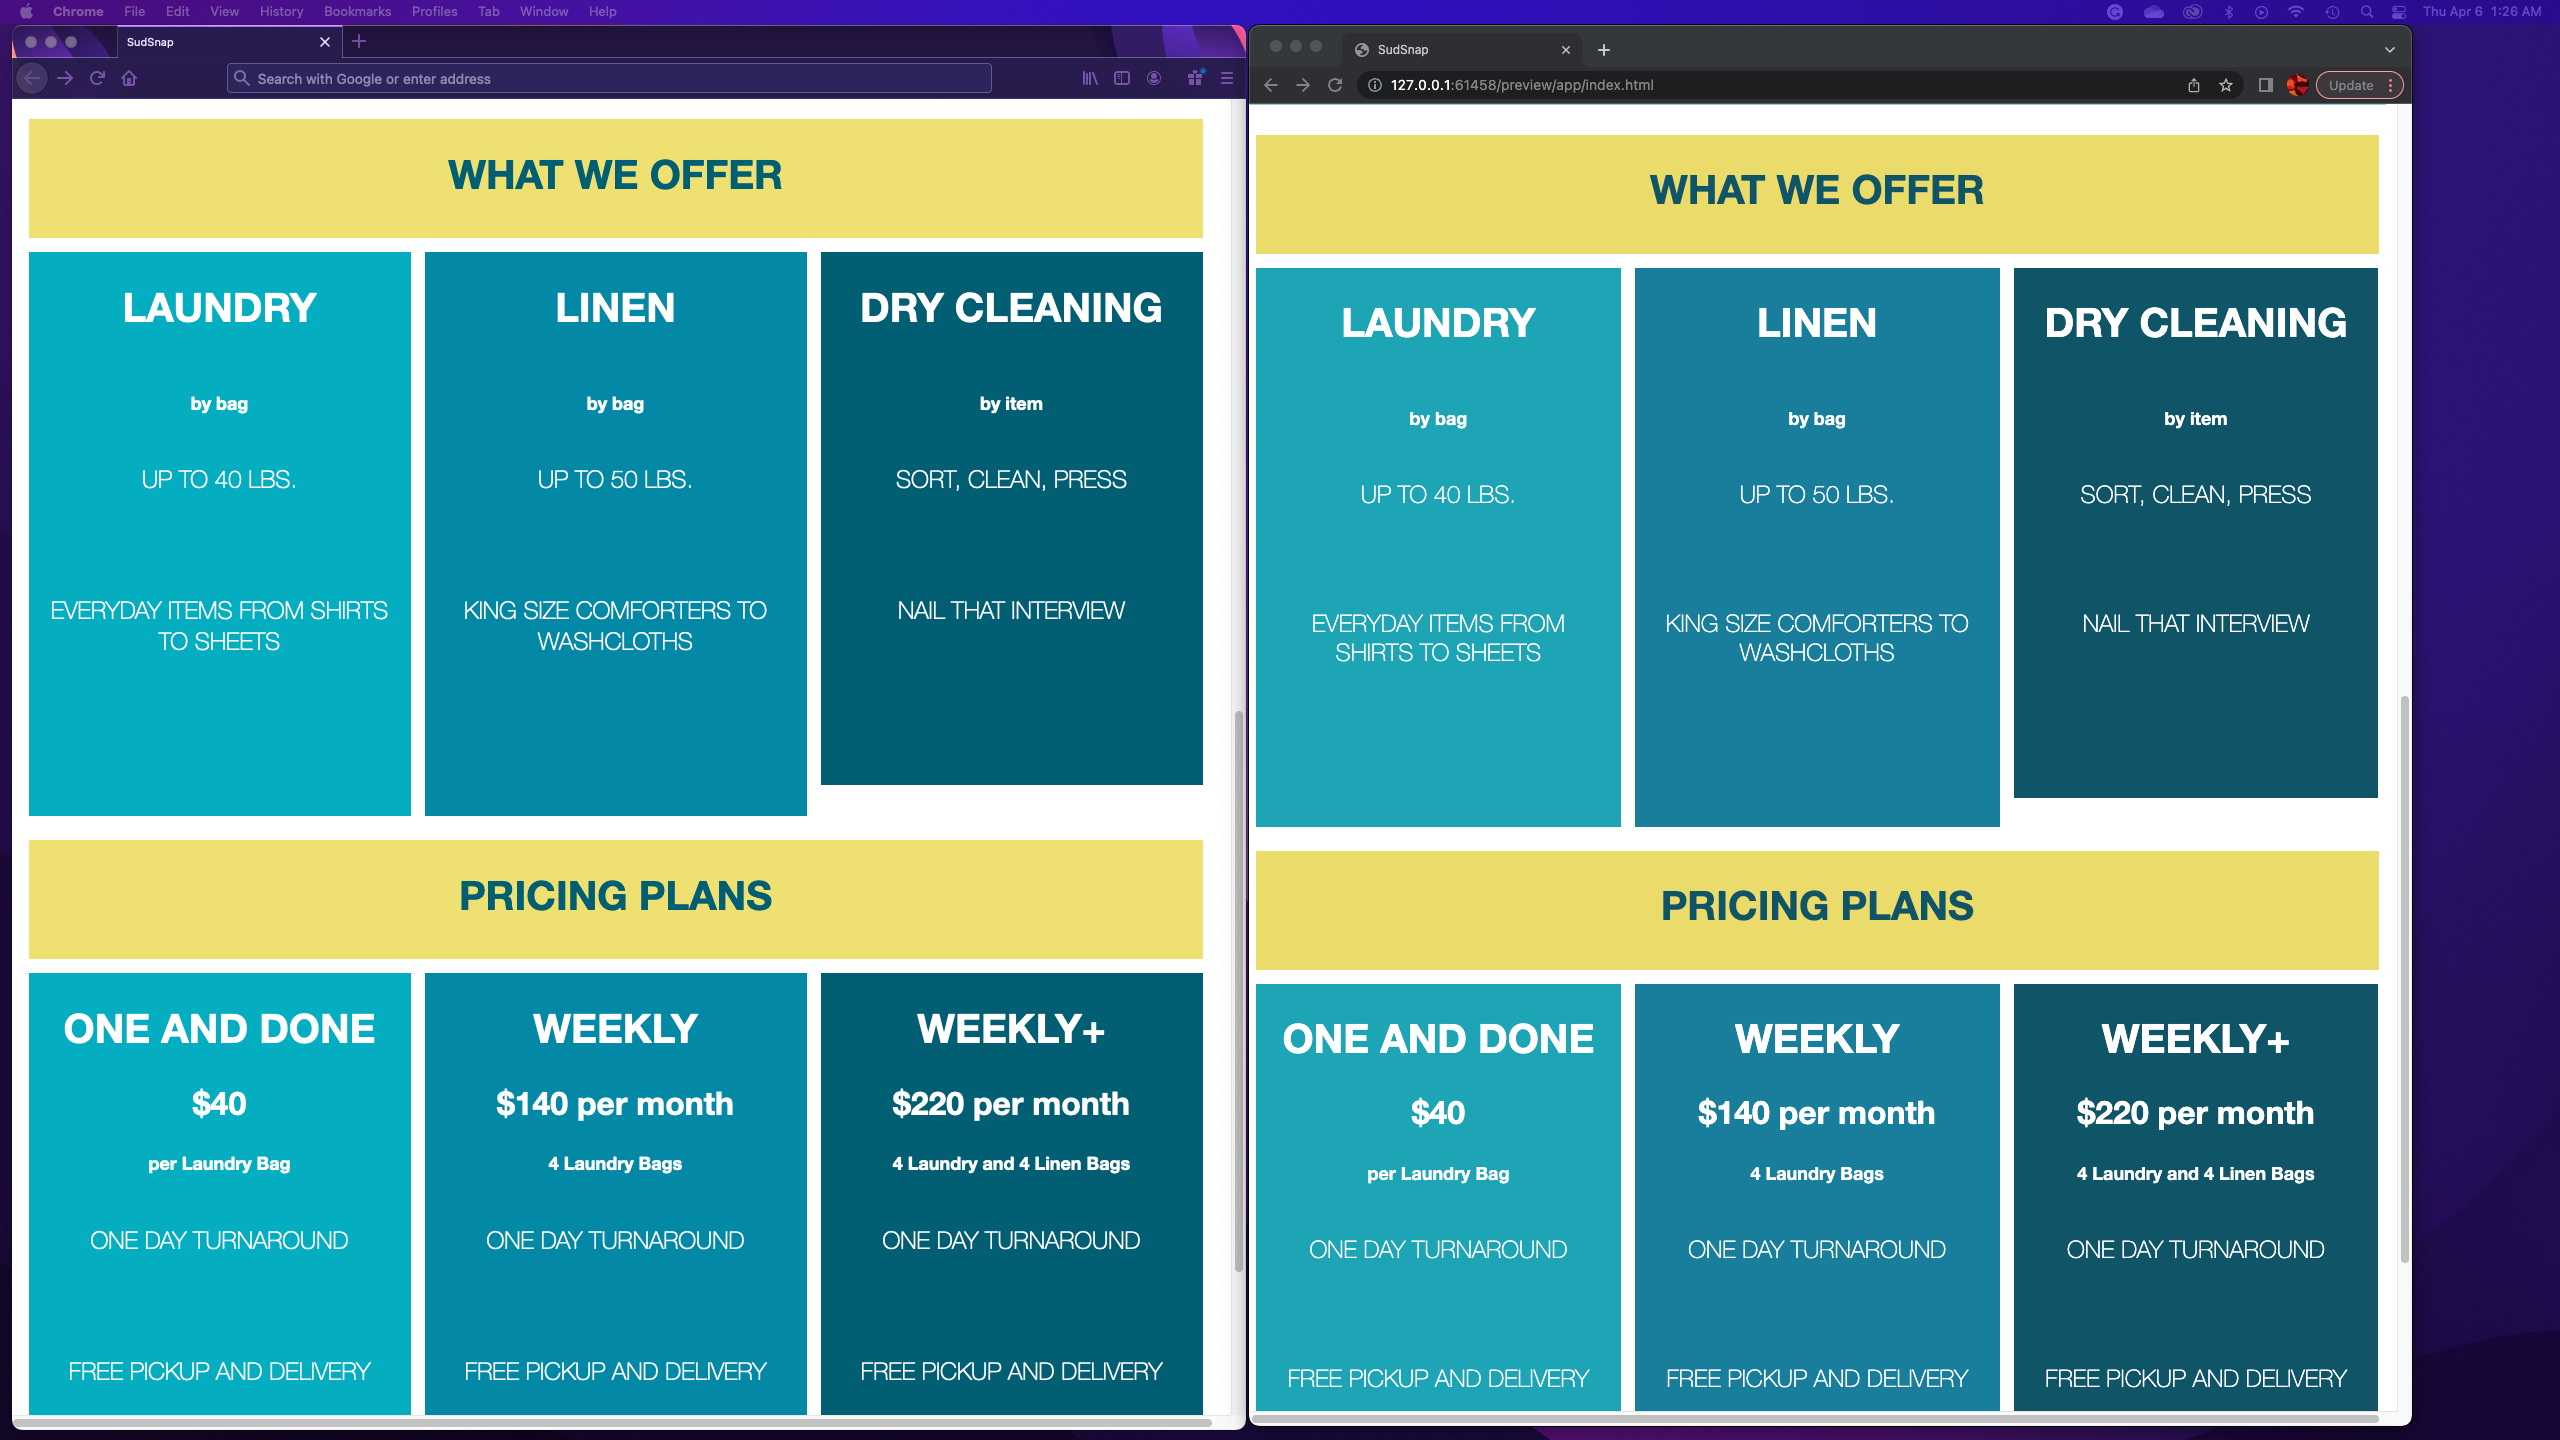 Chrome File Edit View History Bookmarks Profiles Tab Window Help
Thu Apr 6 1:26 AM
SudSnap
Search with Google or enter address
WHAT WE OFFER
LAUNDRY
by bag
UP TO 40 LBS.
EVERYDAY ITEMS FROM SHIRTS
TO SHEETS
LINEN
by bag
UP TO 50 LBS.
KING SIZE COMFORTERS TO
WASHCLOTHS
DRY CLEANING
by item
SORT, CLEAN, PRESS
NAIL THAT INTERVIEW
PRICING PLANS
ONE AND DONE
$40
per Laundry Bag
ONE DAY TURNAROUND
FREE PICKUP AND DELIVERY
WEEKLY
$140 per month
4 Laundry Bags
ONE DAY TURNAROUND
FREE PICKUP AND DELIVERY
WEEKLY+
$220 per month
4 Laundry and 4 Linen Bags
ONE DAY TURNAROUND
FREE PICKUP AND DELIVERY
SudSnap
127.0.0.1:61458/preview/app/index.html
Update
WHAT WE OFFER
LAUNDRY
by bag
UP TO 40 LBS.
EVERYDAY ITEMS FROM
SHIRTS TO SHEETS
LINEN
by bag
UP TO 50 LBS.
KING SIZE COMFORTERS TO
WASHCLOTHS
DRY CLEANING
by item
SORT, CLEAN, PRESS
NAIL THAT INTERVIEW
PRICING PLANS
ONE AND DONE
$40
per Laundry Bag
ONE DAY TURNAROUND
FREE PICKUP AND DELIVERY
WEEKLY
$140 per month
4 Laundry Bags
ONE DAY TURNAROUND
FREE PICKUP AND DELIVERY
WEEKLY+
$220 per month
4 Laundry and 4 Linen Bags
ONE DAY TURNAROUND
FREE PICKUP AND DELIVERY